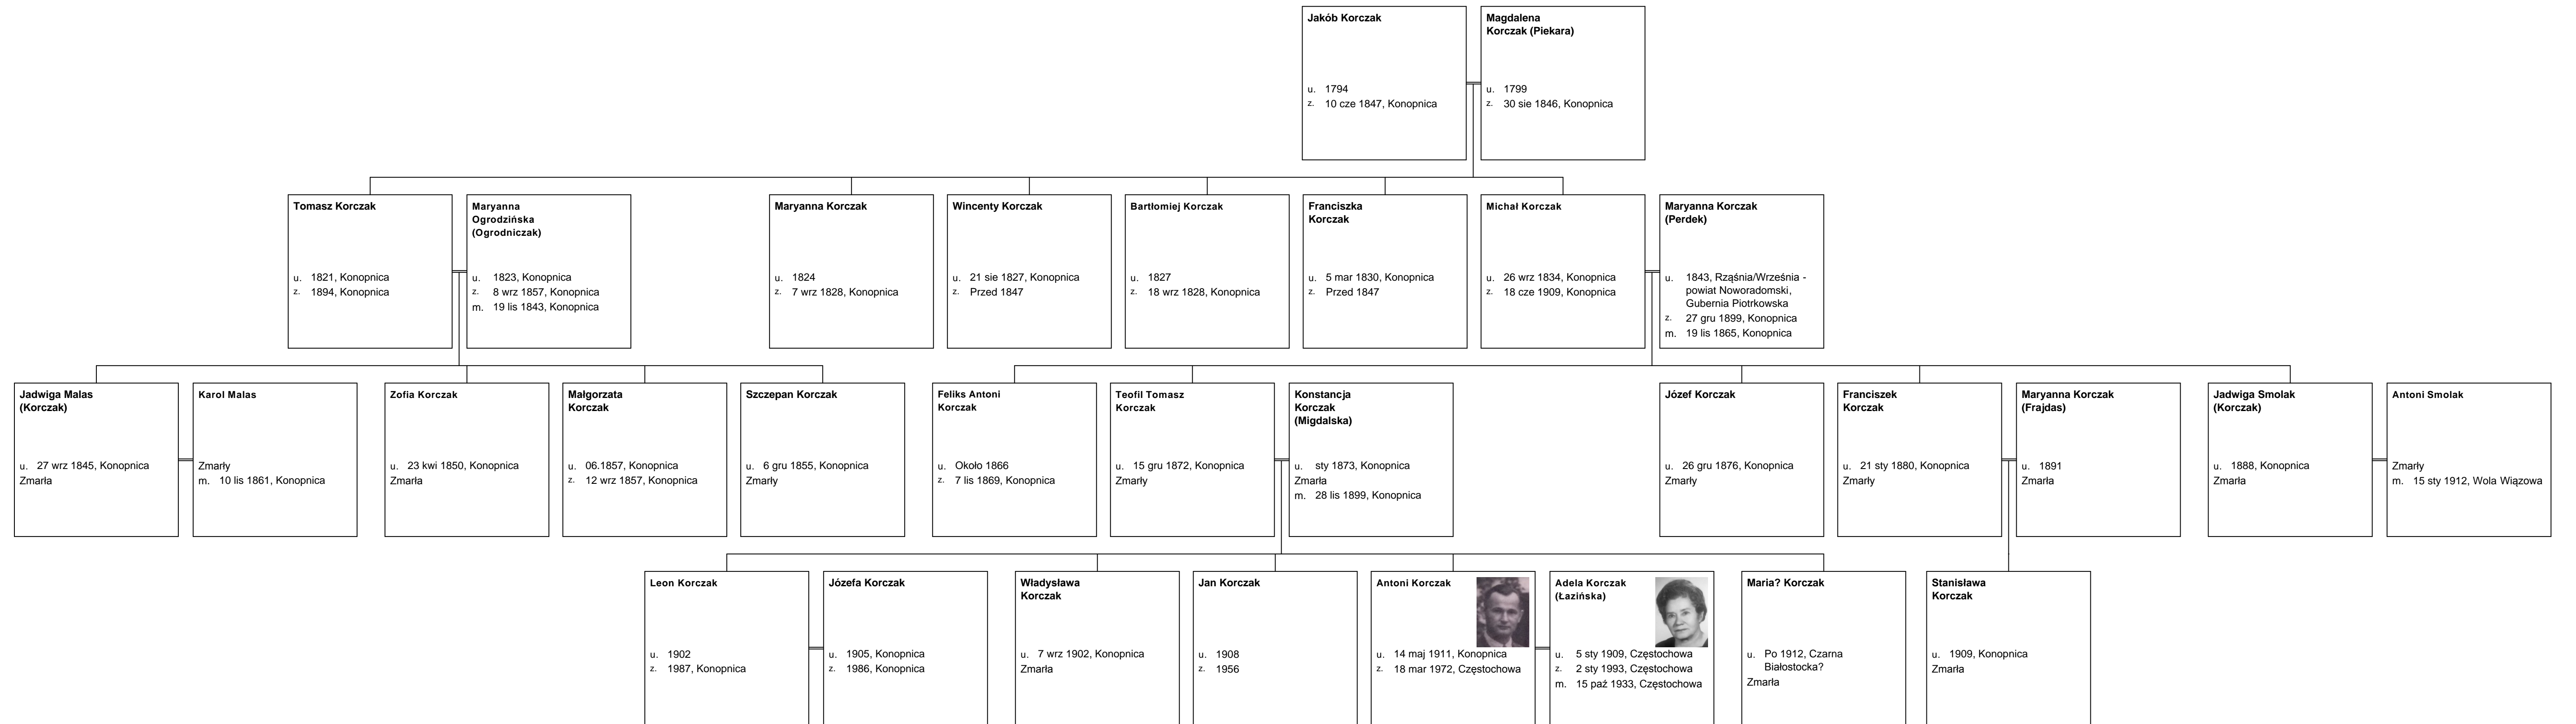 Jakób Korczak
u. 1794
z. 10 cze 1847, Konopnica
Magdalena
Korczak (Piekara)
u. 1799
z. 30 sie 1846, Konopnica
Tomasz Korczak
u. 1821, Konopnica
z. 1894, Konopnica
Maryanna
Ogrodzińska
(Ogrodniczak)
u. 1823, Konopnica
z. 8 wrz 1857, Konopnica
m. 19 lis 1843, Konopnica
Maryanna Korczak
u. 1824
z. 7 wrz 1828, Konopnica
Wincenty Korczak
u. 21 sie 1827, Konopnica
z. Przed 1847
Bartłomiej Korczak
u. 1827
z. 18 wrz 1828, Konopnica
Franciszka
Korczak
u. 5 mar 1830, Konopnica
z. Przed 1847
Michał Korczak
u. 26 wrz 1834, Konopnica
z. 18 cze 1909, Konopnica
Maryanna Korczak
(Perdek)
u. 1843, Rząśnia/Września -
powiat Noworadomski,
Gubernia Piotrkowska
z. 27 gru 1899, Konopnica
m. 19 lis 1865, Konopnica
Jadwiga Malas
(Korczak)
u. 27 wrz 1845, Konopnica
Zmarła
Karol Malas
Zmarły
m. 10 lis 1861, Konopnica
Zofia Korczak
u. 23 kwi 1850, Konopnica
Zmarła
Małgorzata
Korczak
u. 06.1857, Konopnica
z. 12 wrz 1857, Konopnica
Szczepan Korczak
u. 6 gru 1855, Konopnica
Zmarły
Feliks Antoni
Korczak
u. Około 1866
z. 7 lis 1869, Konopnica
Teofil Tomasz
Korczak
u. 15 gru 1872, Konopnica
Zmarły
Konstancja
Korczak
(Migdalska)
u. sty 1873, Konopnica
Zmarła
m. 28 lis 1899, Konopnica
Józef Korczak
u. 26 gru 1876, Konopnica
Zmarły
Franciszek
Korczak
u. 21 sty 1880, Konopnica
Zmarły
Maryanna Korczak
(Frajdas)
u. 1891
Zmarła
Jadwiga Smolak
(Korczak)
u. 1888, Konopnica
Zmarła
Antoni Smolak
Zmarły
m. 15 sty 1912, Wola Wiązowa
Leon Korczak
u. 1902
z. 1987, Konopnica
Józefa Korczak
u. 1905, Konopnica
z. 1986, Konopnica
Władysława
Korczak
u. 7 wrz 1902, Konopnica
Zmarła
Jan Korczak
u. 1908
z. 1956
Antoni Korczak
u. 14 maj 1911, Konopnica
z. 18 mar 1972, Częstochowa
Adela Korczak
(Łazińska)
u. 5 sty 1909, Częstochowa
z. 2 sty 1993, Częstochowa
m. 15 paź 1933, Częstochowa
Maria? Korczak
u. Po 1912, Czarna
Białostocka?
Zmarła
Stanisława
Korczak
u. 1909, Konopnica
Zmarła